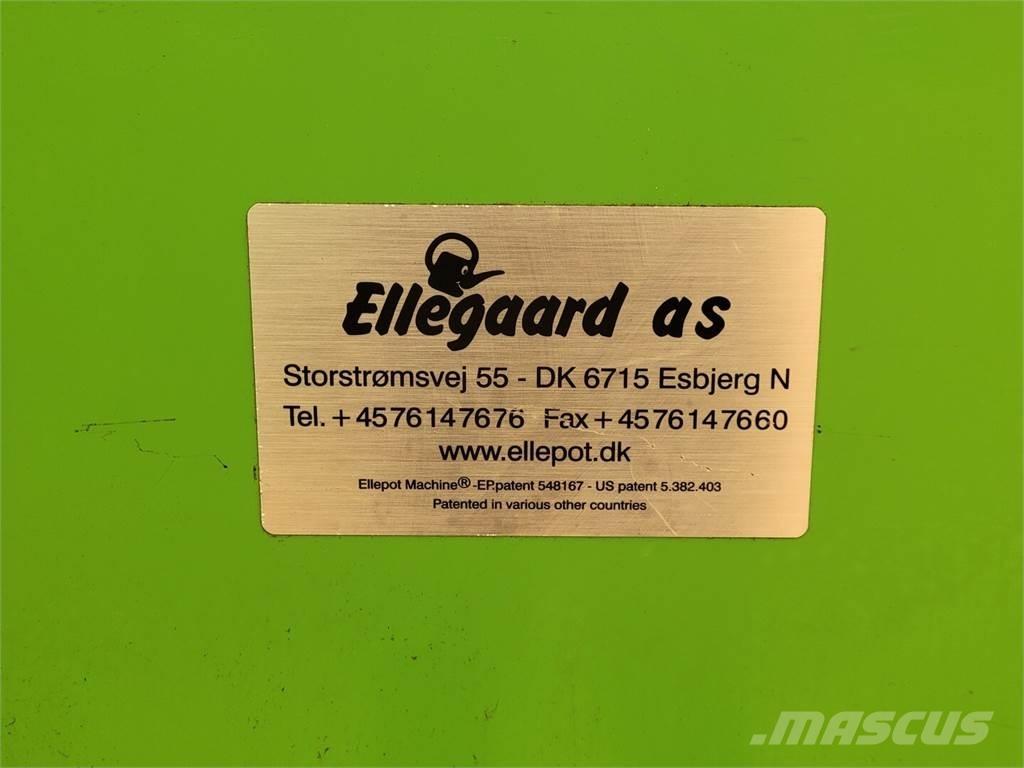 Ellegaard as
Storstrømsvej 55 - DK 6715 Esbjerg N
Tel. +4576147676 Fax +4576147660
www.ellepot.dk
Ellepot Machine®-EP.patent 548167 - US patent 5.382.403
Patented in various other countries
MASCUS